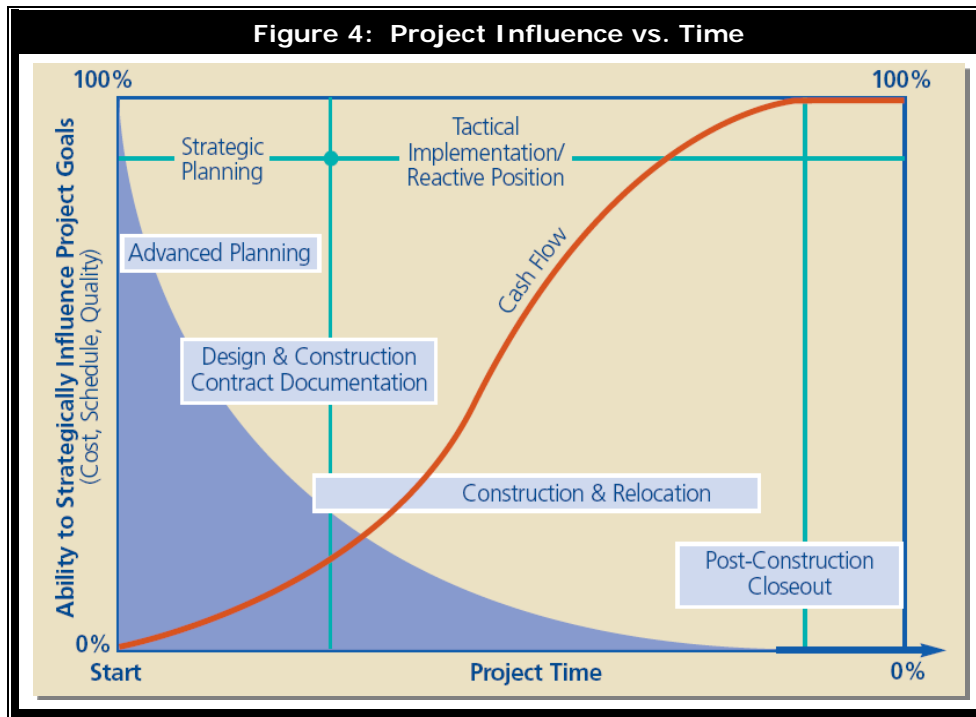 Figure 4: Project Influence vs. Time
100%
100%
Ability to Strategically Influence Project Goals
(Cost, Schedule, Quality)
Strategic
Planning
Tactical
Implementation/
Reactive Position
Advanced Planning
Cash Flow
Design & Construction
Contract Documentation
Construction & Relocation
Post-Construction
Closeout
0%
Start
Project Time
0%